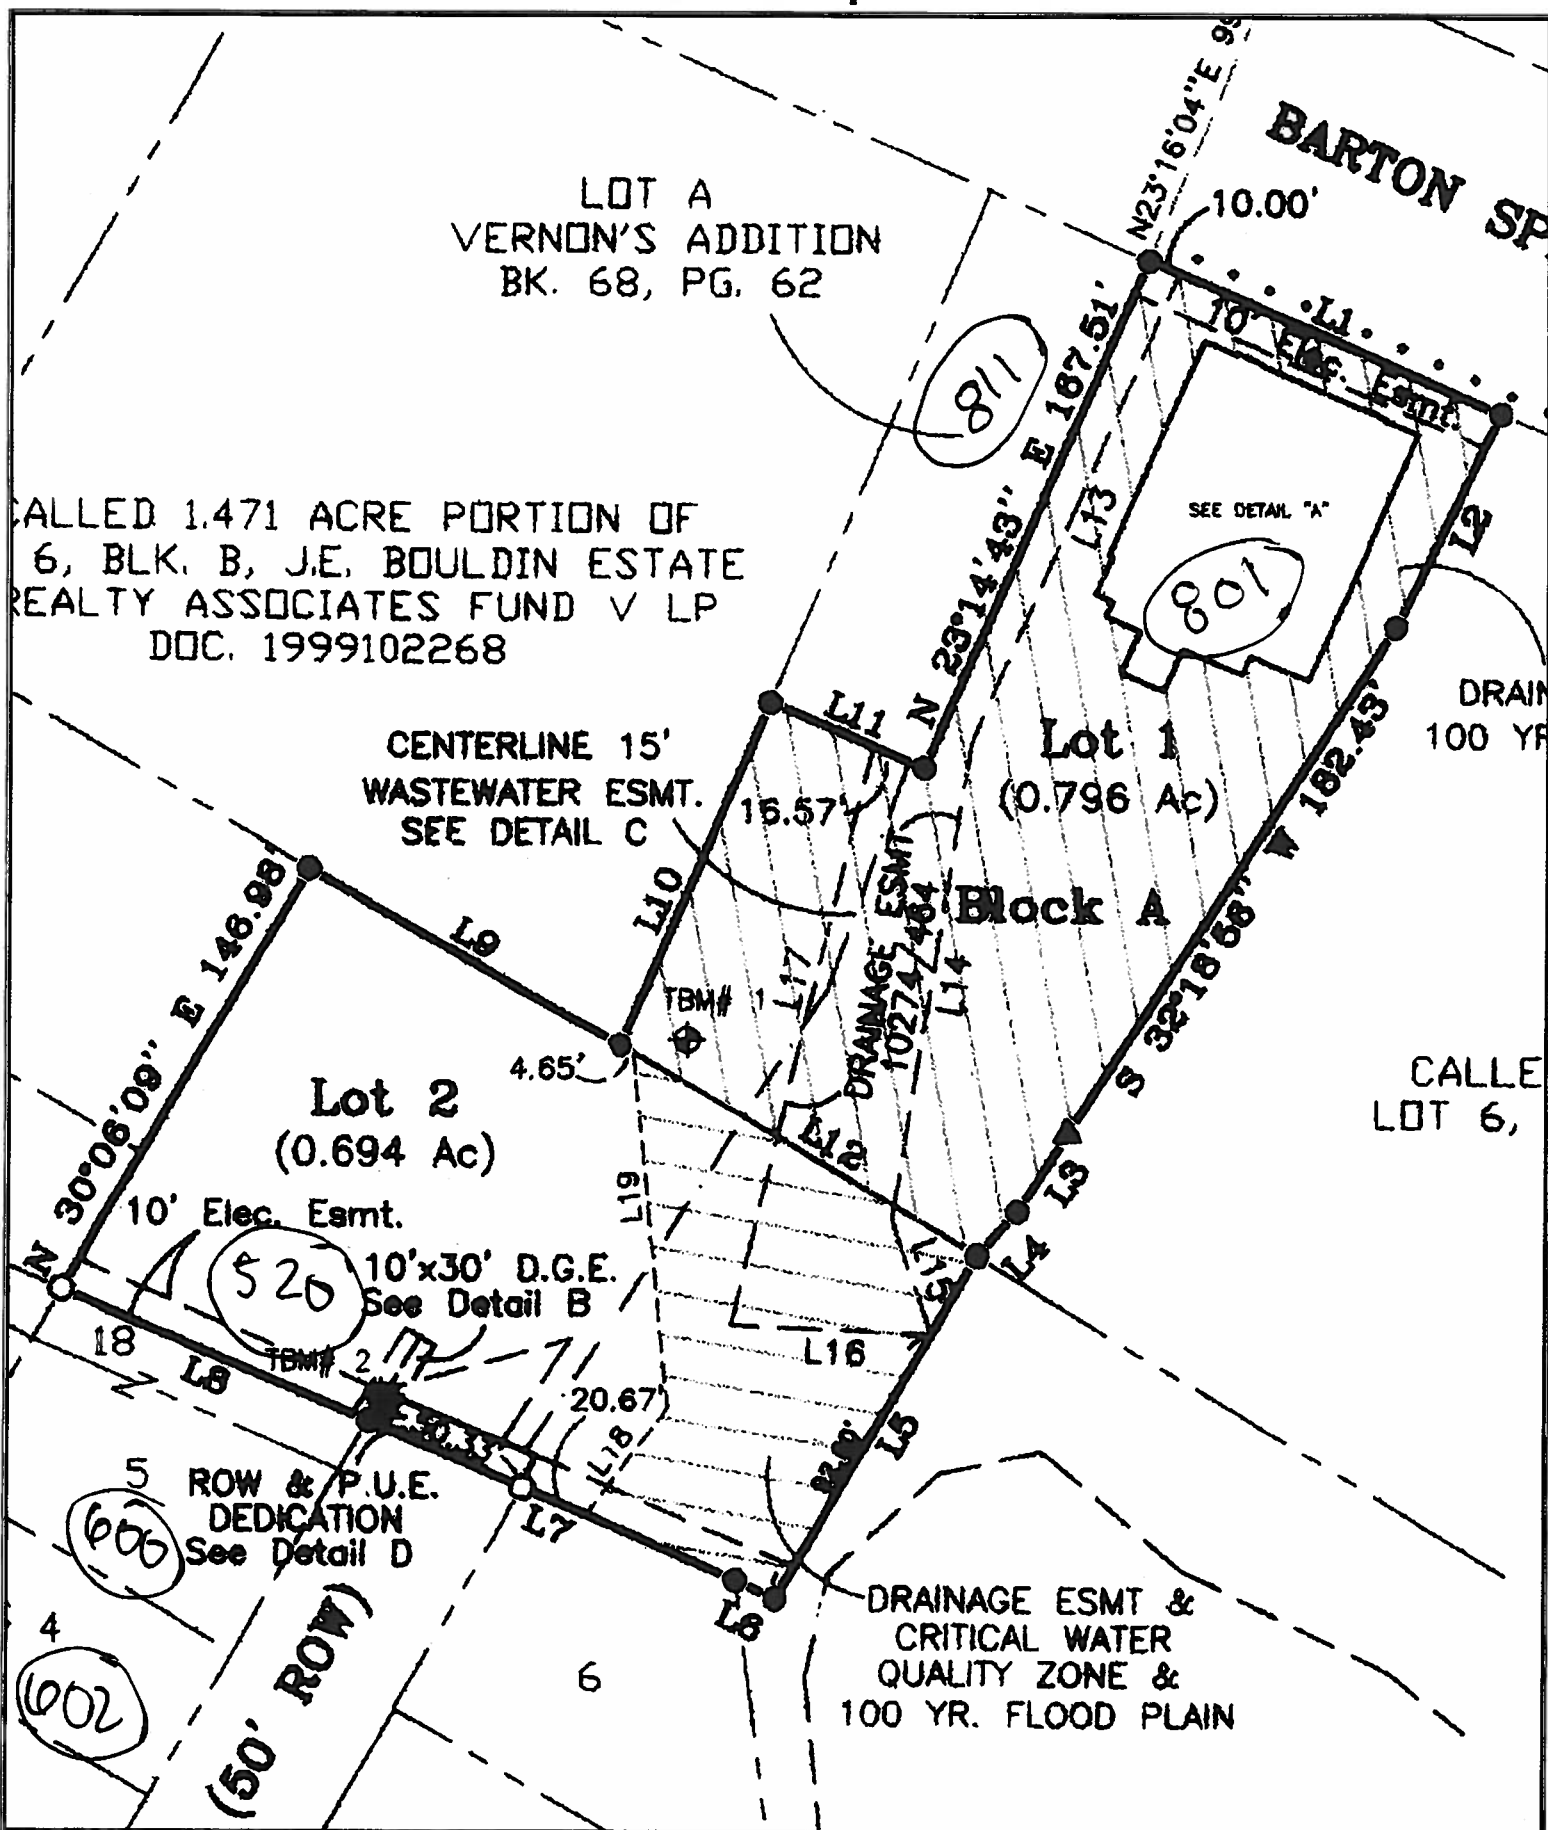 N23°16'04"E 99
BARTON SP
10.00'
LOT A
VERNON'S ADDITION
BK. 68, PG. 62
811
L1
10' Elec. Esmt.
N 23°14'43" E 187.51'
L13
SEE DETAIL "A"
801
L2
CALLED 1.471 ACRE PORTION OF
6, BLK. B, J.E. BOULDIN ESTATE
REALTY ASSOCIATES FUND V LP
DOC. 1999102268
DRAIN
100 YR
L11
CENTERLINE 15'
WASTEWATER ESMT.
SEE DETAIL C
16.57'
Lot 1
(0.796 Ac)
Block A
S 32°18'58" W 182.43'
DRAINAGE ESMT
10274/464
L14
L17
L10
L9
N 30°06'09" E 146.98'
TBM# 1
4.65'
Lot 2
(0.694 Ac)
L12
L19
L3
L4
L15
CALLE
LOT 6,
10' Elec. Esmt.
520
10'x30' D.G.E.
See Detail B
18
L8
TBM# 2
L16
20.67'
L18
L5
L7
L6
5
600
ROW & P.U.E.
DEDICATION
See Detail D
4
602
(50' ROW)
6
DRAINAGE ESMT &
CRITICAL WATER
QUALITY ZONE &
100 YR. FLOOD PLAIN